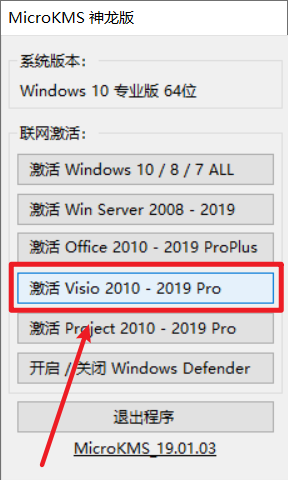 MicroKMS 神龙版
系统版本：
Windows 10 专业版 64位
联网激活：
激活 Windows 10 / 8 / 7 ALL
激活 Win Server 2008 - 2019
激活 Office 2010 - 2019 ProPlus
激活 Visio 2010 - 2019 Pro
激活 Project 2010 - 2019 Pro
开启 / 关闭 Windows Defender
退出程序
MicroKMS_19.01.03